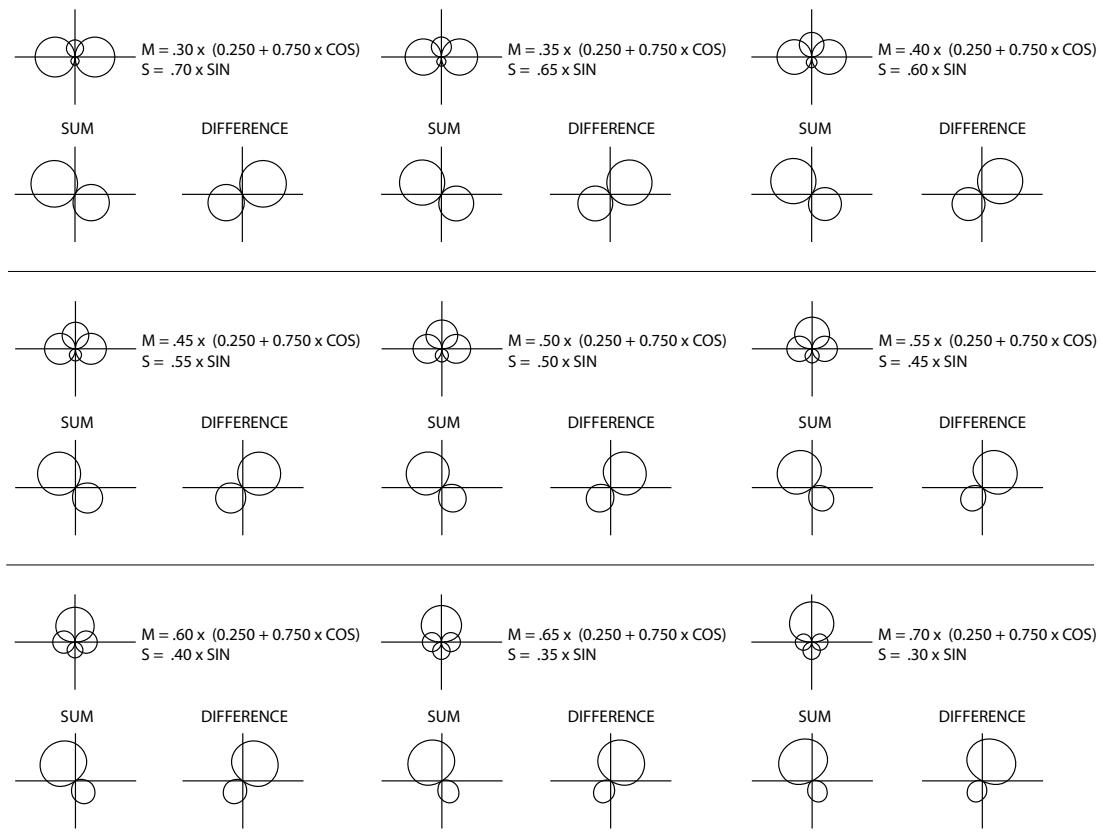 M = .30 x (0.250 + 0.750 x COS)
S = .70 x SIN
SUM DIFFERENCE
M = .35 x (0.250 + 0.750 x COS)
S = .65 x SIN
SUM DIFFERENCE
M = .40 x (0.250 + 0.750 x COS)
S = .60 x SIN
SUM DIFFERENCE
M = .45 x (0.250 + 0.750 x COS)
S = .55 x SIN
SUM DIFFERENCE
M = .50 x (0.250 + 0.750 x COS)
S = .50 x SIN
SUM DIFFERENCE
M = .55 x (0.250 + 0.750 x COS)
S = .45 x SIN
SUM DIFFERENCE
M = .60 x (0.250 + 0.750 x COS)
S = .40 x SIN
SUM DIFFERENCE
M = .65 x (0.250 + 0.750 x COS)
S = .35 x SIN
SUM DIFFERENCE
M = .70 x (0.250 + 0.750 x COS)
S = .30 x SIN
SUM DIFFERENCE